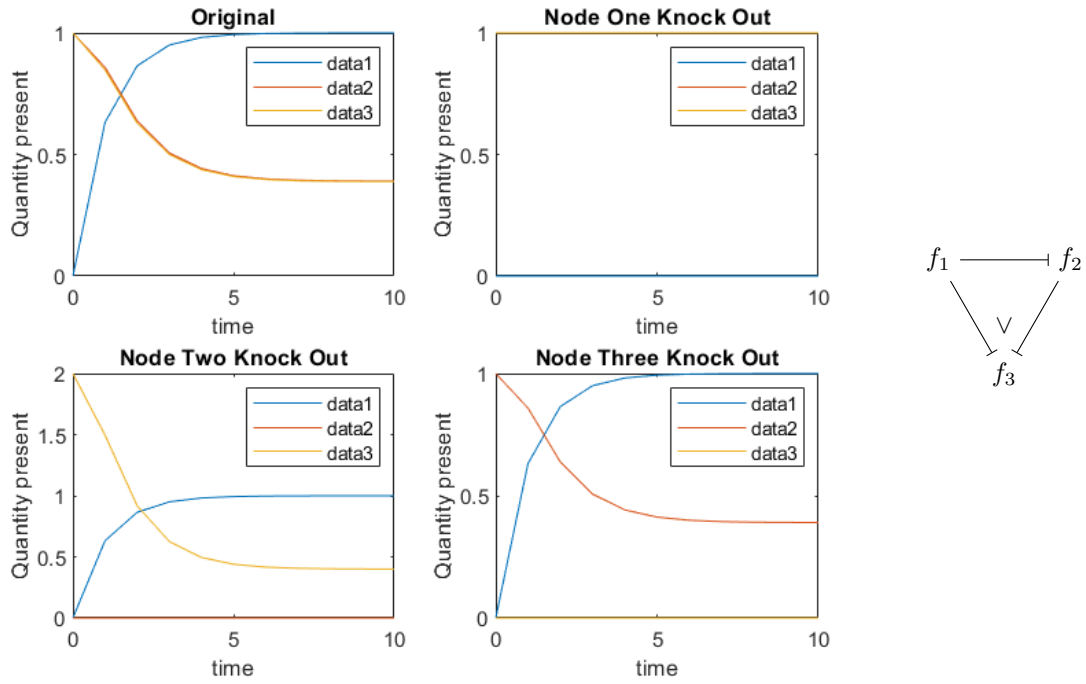 Original
1
0.5
0
Quantity present
0
5
10
time
data1
data2
data3
Node One Knock Out
1
0.5
0
Quantity present
0
5
10
time
data1
data2
data3
Node Two Knock Out
2
1.5
1
0.5
0
Quantity present
0
5
10
time
data1
data2
data3
Node Three Knock Out
1
0.5
0
Quantity present
0
5
10
time
data1
data2
data3
f₁ f₂
∨
f₃